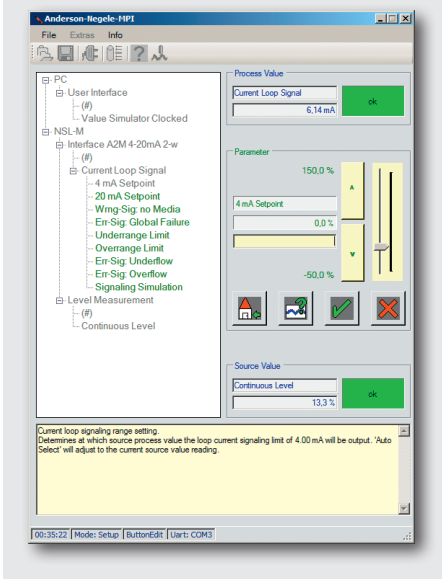 Anderson-Negele-MPI
File Extras Info
PC
User Interface
(#)
Value Simulator Clocked
NSL-M
Interface A2M 4-20mA 2-w
(#)
Current Loop Signal
4 mA Setpoint
20 mA Setpoint
Wrng-Sig: no Media
Err-Sig: Global Failure
Underrange Limit
Overrange Limit
Err-Sig: Underflow
Err-Sig: Overflow
Signaling Simulation
Level Measurement
(#)
Continuous Level
Process Value
Current Loop Signal
6,14 mA
ok
Parameter
150,0 %
^
4 mA Setpoint
0,0 %
v
-50,0 %
Source Value
Continuous Level
13,3 %
ok
Current loop signaling range setting.
Determines at which source process value the loop current signaling limit of 4.00 mA will be output. 'Auto
Select' will adjust to the current source value reading.
00:35:22 Mode: Setup ButtonEdit Uart: COM3